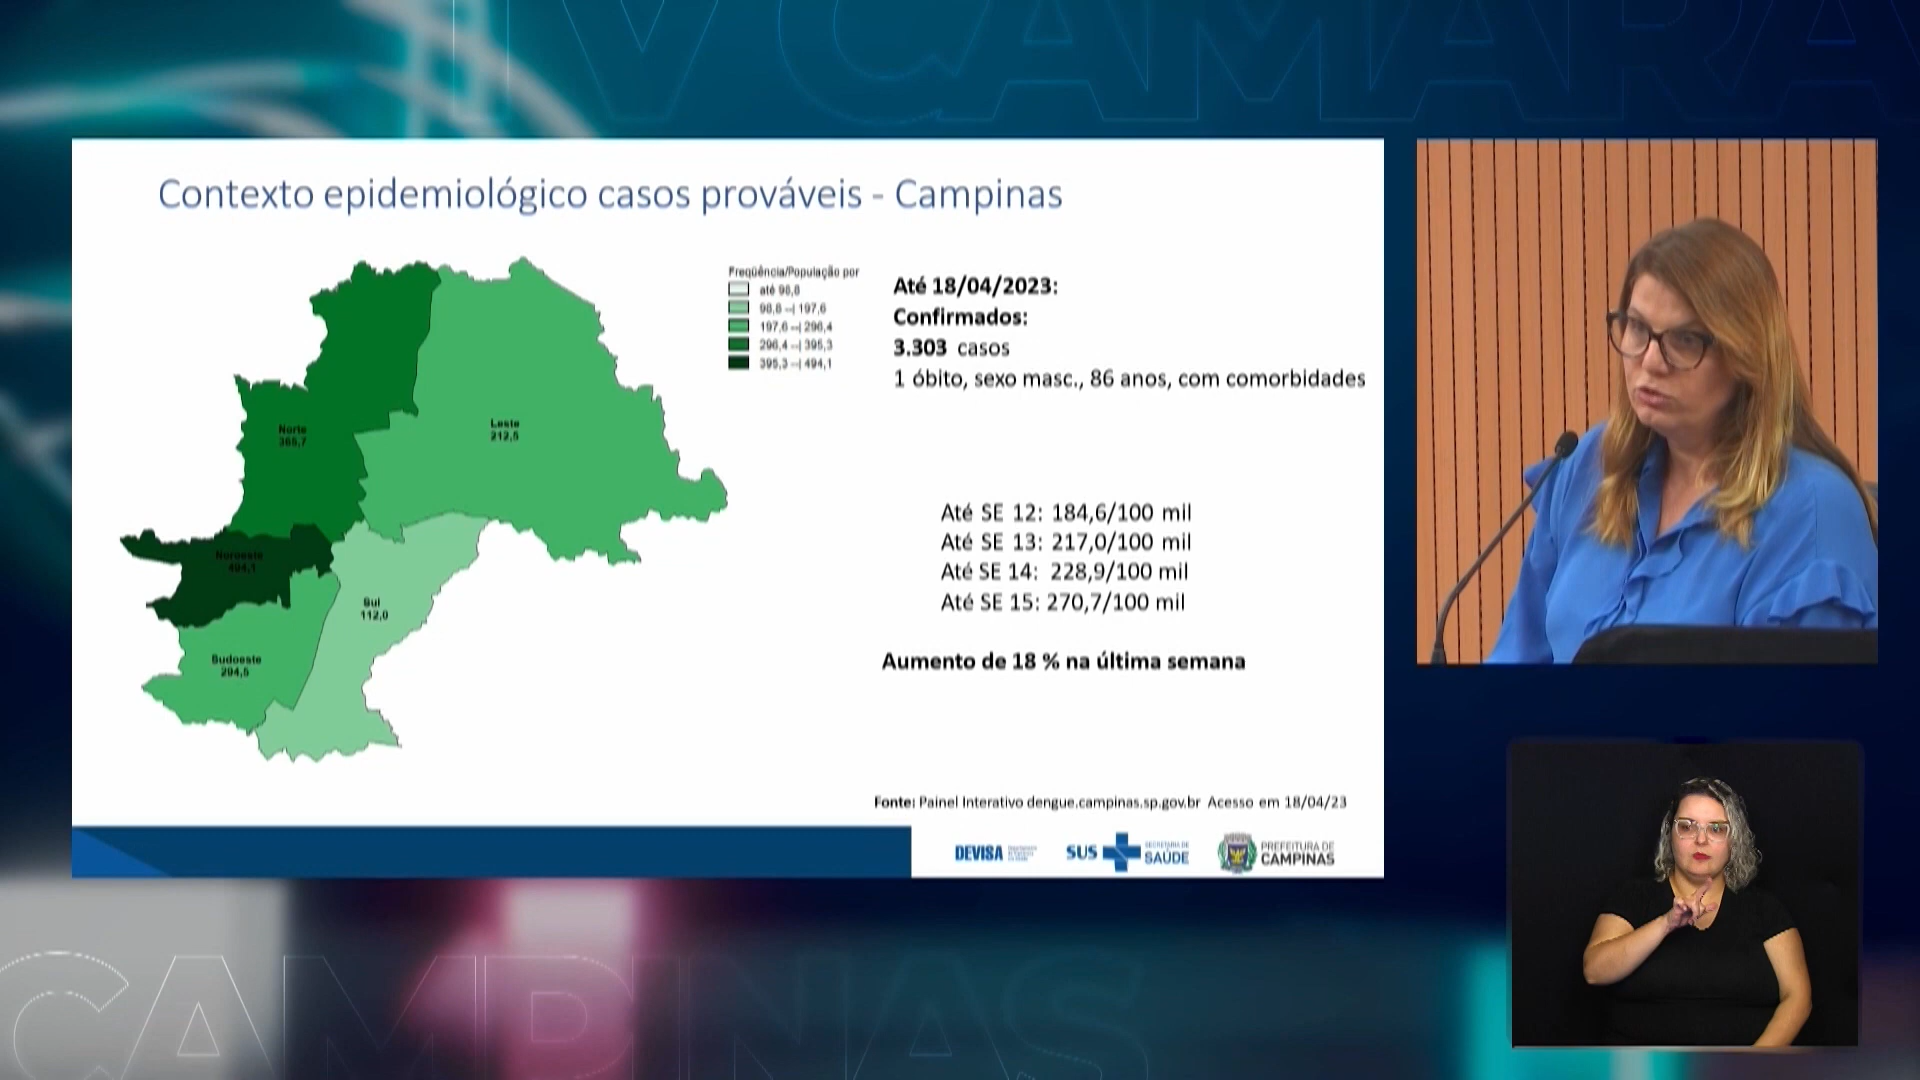 TV CAMARA
Contexto epidemiológico casos prováveis - Campinas
Freqüência/População por
até 98,8
98,8 --| 197,6
197,6 --| 296,4
296,4 --| 395,3
395,3 --| 494,1
Até 18/04/2023:
Confirmados:
3.303 casos
1 óbito, sexo masc., 86 anos, com comorbidades
Norte
Leste
212,5
Noroeste
494,1
Sul
112,0
Sudoeste
294,5
Até SE 12: 184,6/100 mil
Até SE 13: 217,0/100 mil
Até SE 14: 228,9/100 mil
Até SE 15: 270,7/100 mil
Aumento de 18 % na última semana
Fonte: Painel Interativo dengue.campinas.sp.gov.br Acesso em 18/04/23
DEVISA
SUS
SECRETARIA DE
SAÚDE
PREFEITURA DE
CAMPINAS
CAMPINAS